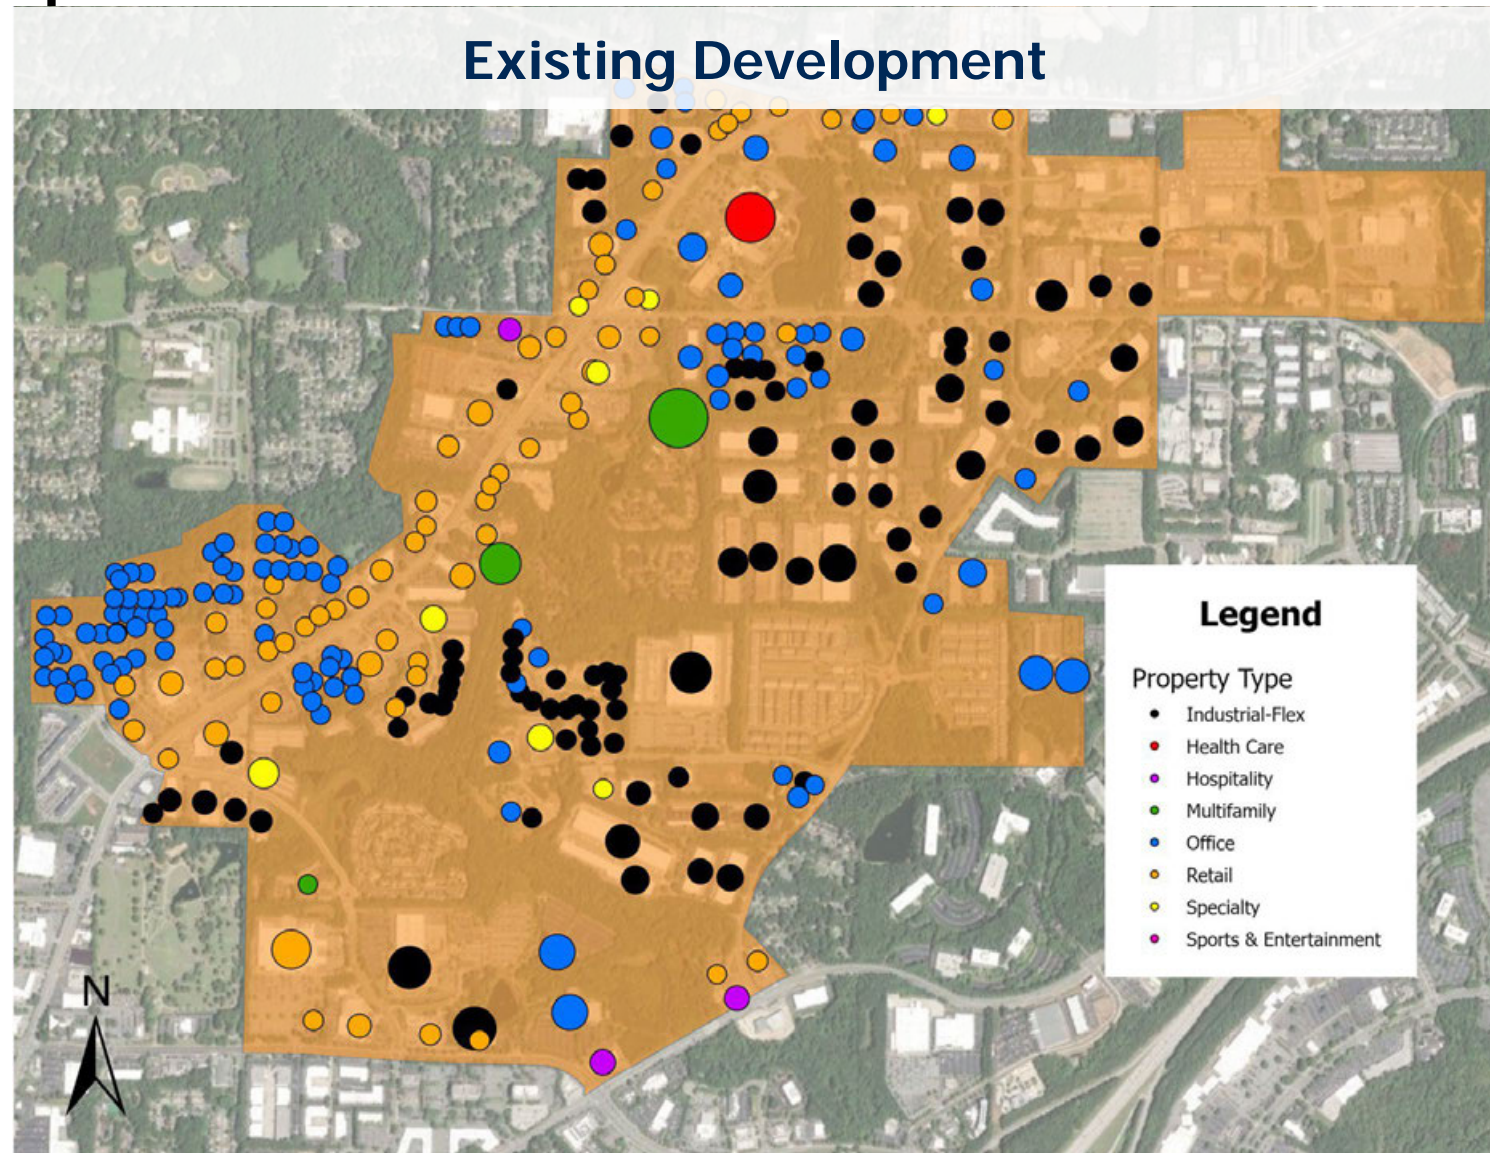 Existing Development
Legend
Property Type
Industrial-Flex
Health Care
Hospitality
Multifamily
Office
Retail
Specialty
Sports & Entertainment
N